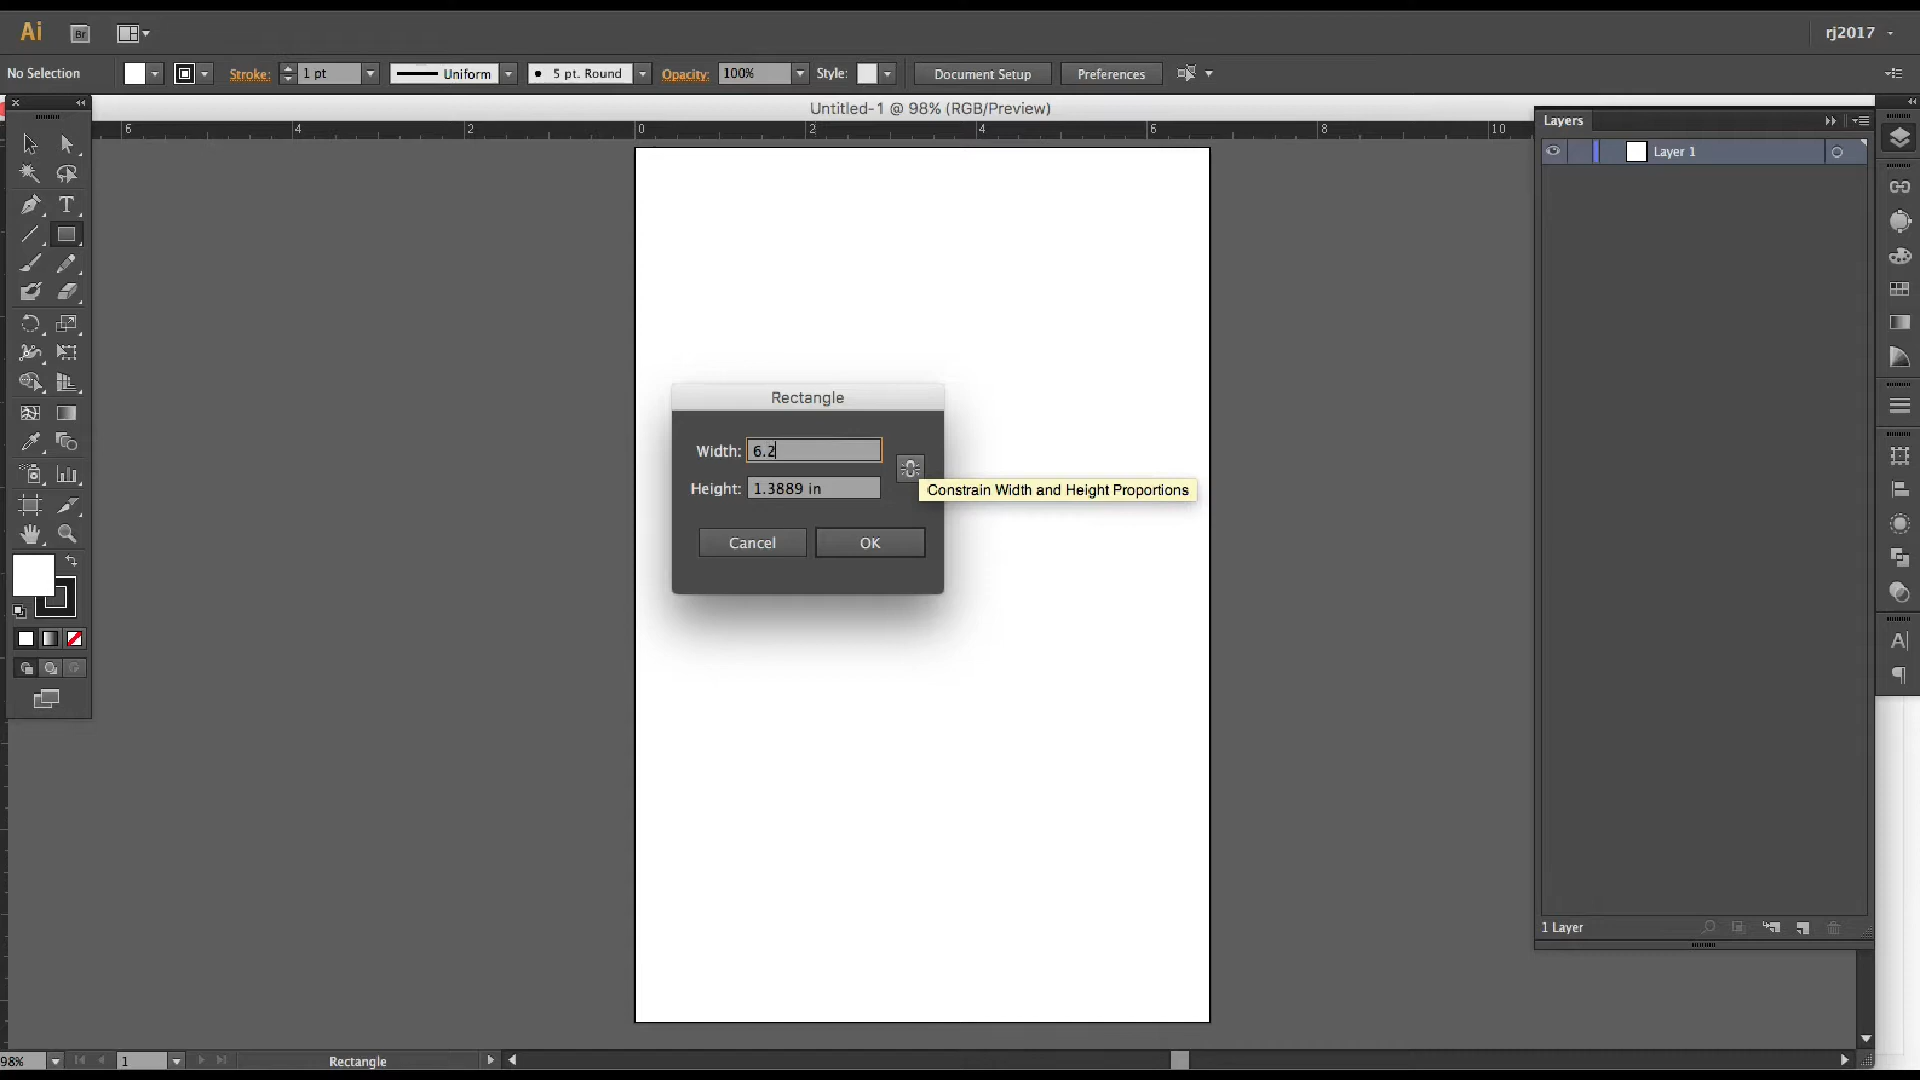 Ai
Br
rj2017
No Selection
Stroke:
1 pt
Uniform
5 pt. Round
Opacity:
100%
Style:
Document Setup
Preferences
Untitled-1 @ 98% (RGB/Preview)
6
4
2
0
2
4
6
8
10
Layers
Layer 1
T
Rectangle
Width:
6.2
Height:
1.3889 in
Constrain Width and Height Proportions
Cancel
OK
A
1 Layer
98%
1
Rectangle